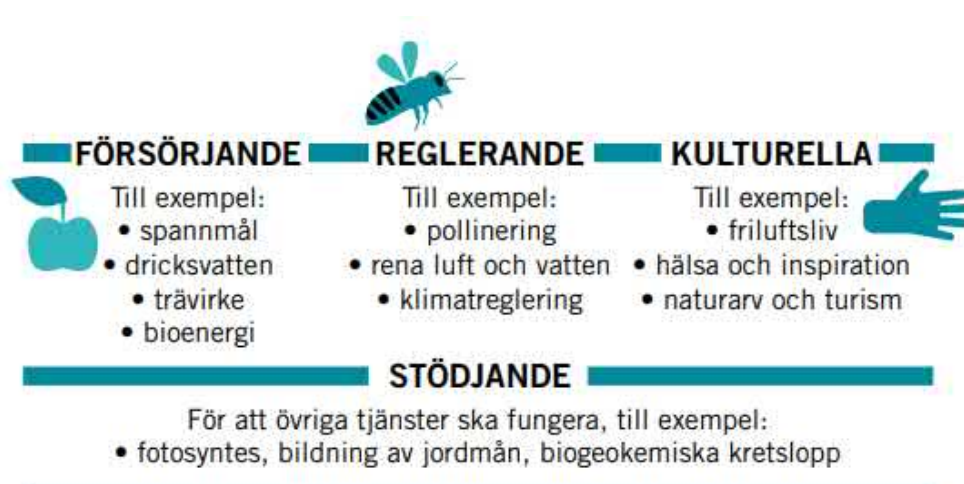 FÖRSÖRJANDE
Till exempel:
• spannmål
• dricksvatten
• trävirke
• bioenergi
REGLERANDE
Till exempel:
• pollinering
• rena luft och vatten
• klimatreglering
KULTURELLA
Till exempel:
• friluftsliv
• hälsa och inspiration
• naturarv och turism
STÖDJANDE
För att övriga tjänster ska fungera, till exempel:
• fotosyntes, bildning av jordmån, biogeokemiska kretslopp